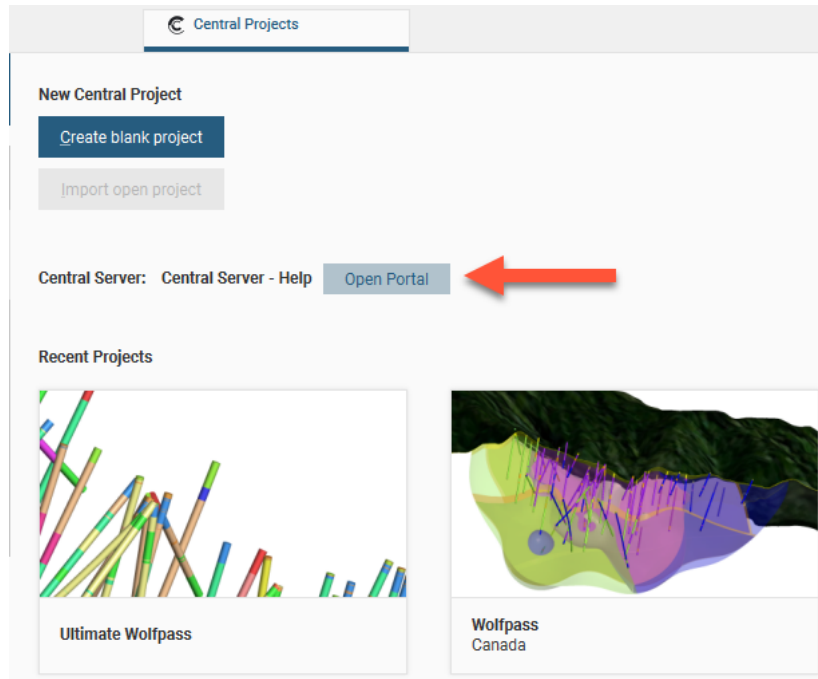 Central Projects
New Central Project
Create blank project
Import open project
Central Server: Central Server - Help Open Portal
Recent Projects
Ultimate Wolfpass
Wolfpass
Canada